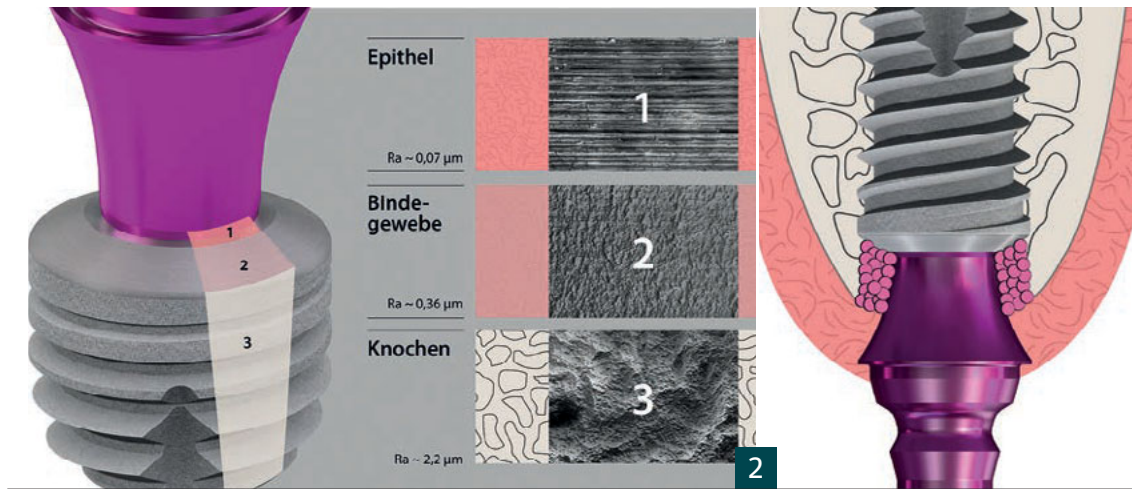 Epithel
1
Ra ~ 0,07 µm
BInde-
gewebe
2
Ra ~ 0,36 µm
Knochen
3
Ra ~ 2,2 µm
1
2
3
2